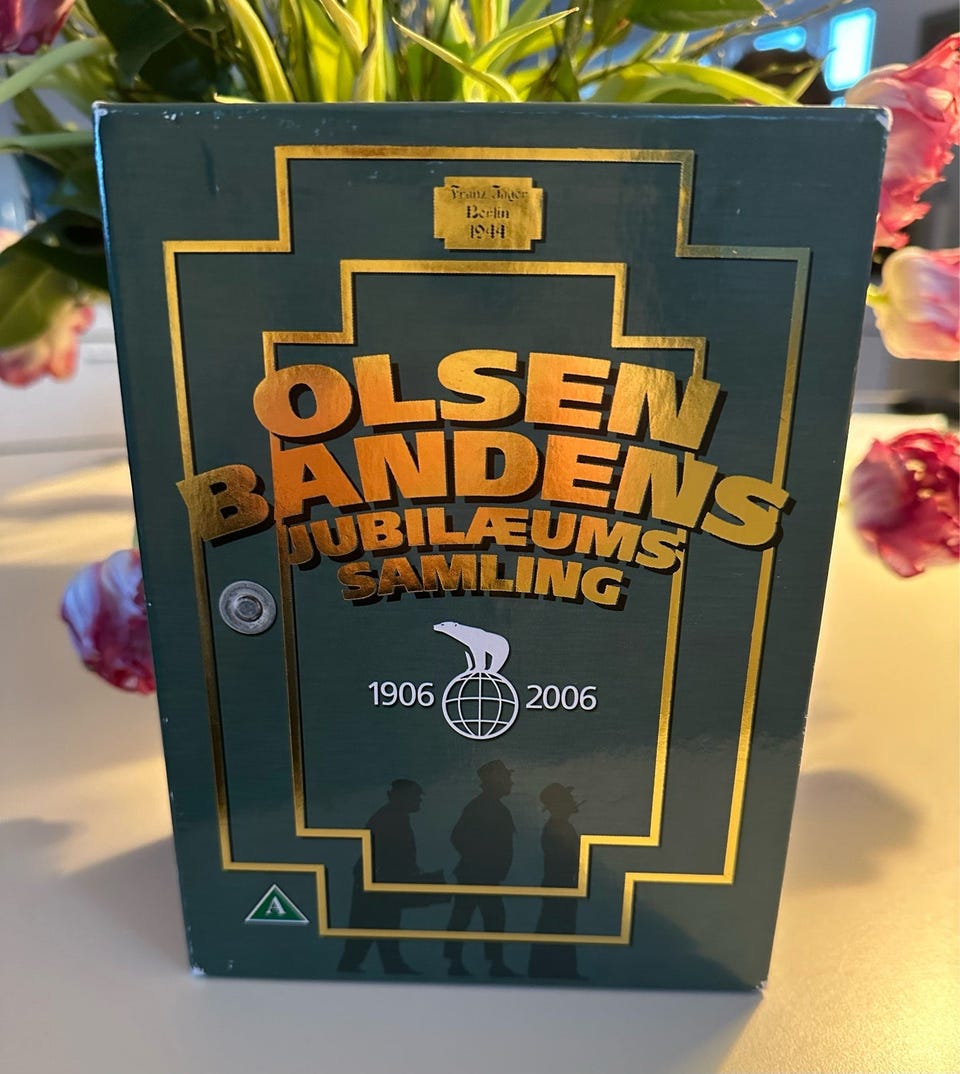 Franz Jäger
Berlin
1944
OLSEN
BANDENS
JUBILÆUMS
SAMLING
1906 2006
A